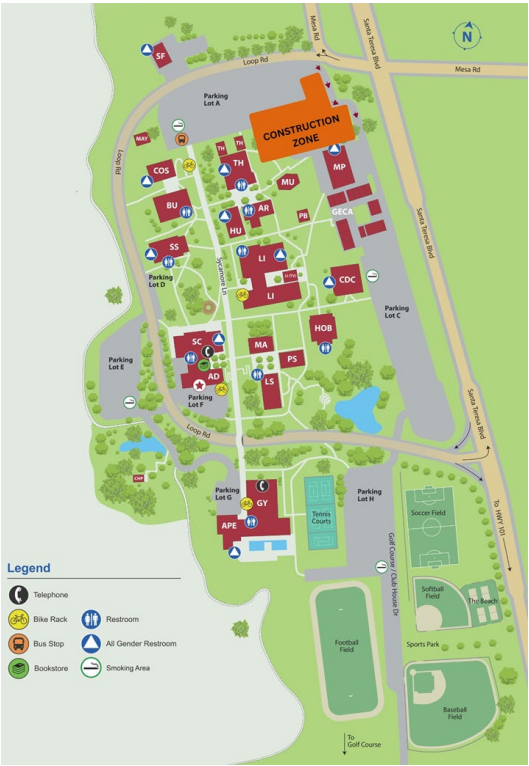 Mesa Rd
Santa Teresa Blvd
N
SF
Loop Rd
Mesa Rd
Parking
Lot A
CONSTRUCTION
ZONE
MAY
TH
TH
TH
COS
MP
Loop Rd
MU
BU
AR
PB
GECA
HU
SS
LI
Santa Teresa Blvd
Sycamore Ln
Parking
Lot D
CDC
LI
Parking
Lot C
HOB
SC
MA
Parking
Lot E
PS
AD
LS
Parking
Lot F
Santa Teresa Blvd
Loop Rd
CHP
Parking
Lot G
GY
Parking
Lot H
To HWY 101
Tennis
Courts
Soccer Field
APE
Golf Course / Club House Dr
Legend
Telephone
Bike Rack
Restroom
Bus Stop
All Gender Restroom
Bookstore
Smoking Area
Softball
Field
The Beach
Football
Field
Sports Park
Baseball
Field
To
Golf Course